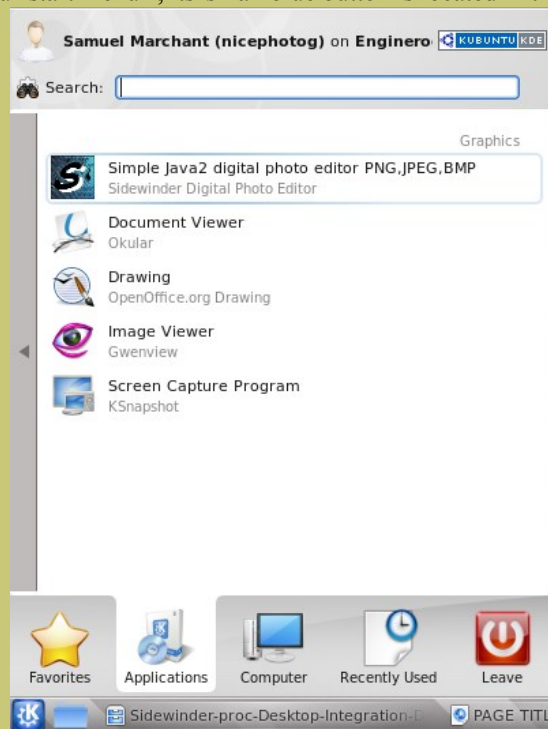 Samuel Marchant (nicephotog) on Enginero
KUBUNTU KDE
Search:
Graphics
Simple Java2 digital photo editor PNG,JPEG,BMP
Sidewinder Digital Photo Editor
Document Viewer
Okular
Drawing
OpenOffice.org Drawing
Image Viewer
Gwenview
Screen Capture Program
KSnapshot
Favorites
Applications
Computer
Recently Used
Leave
Sidewinder-proc-Desktop-Integration-D
PAGE TITL